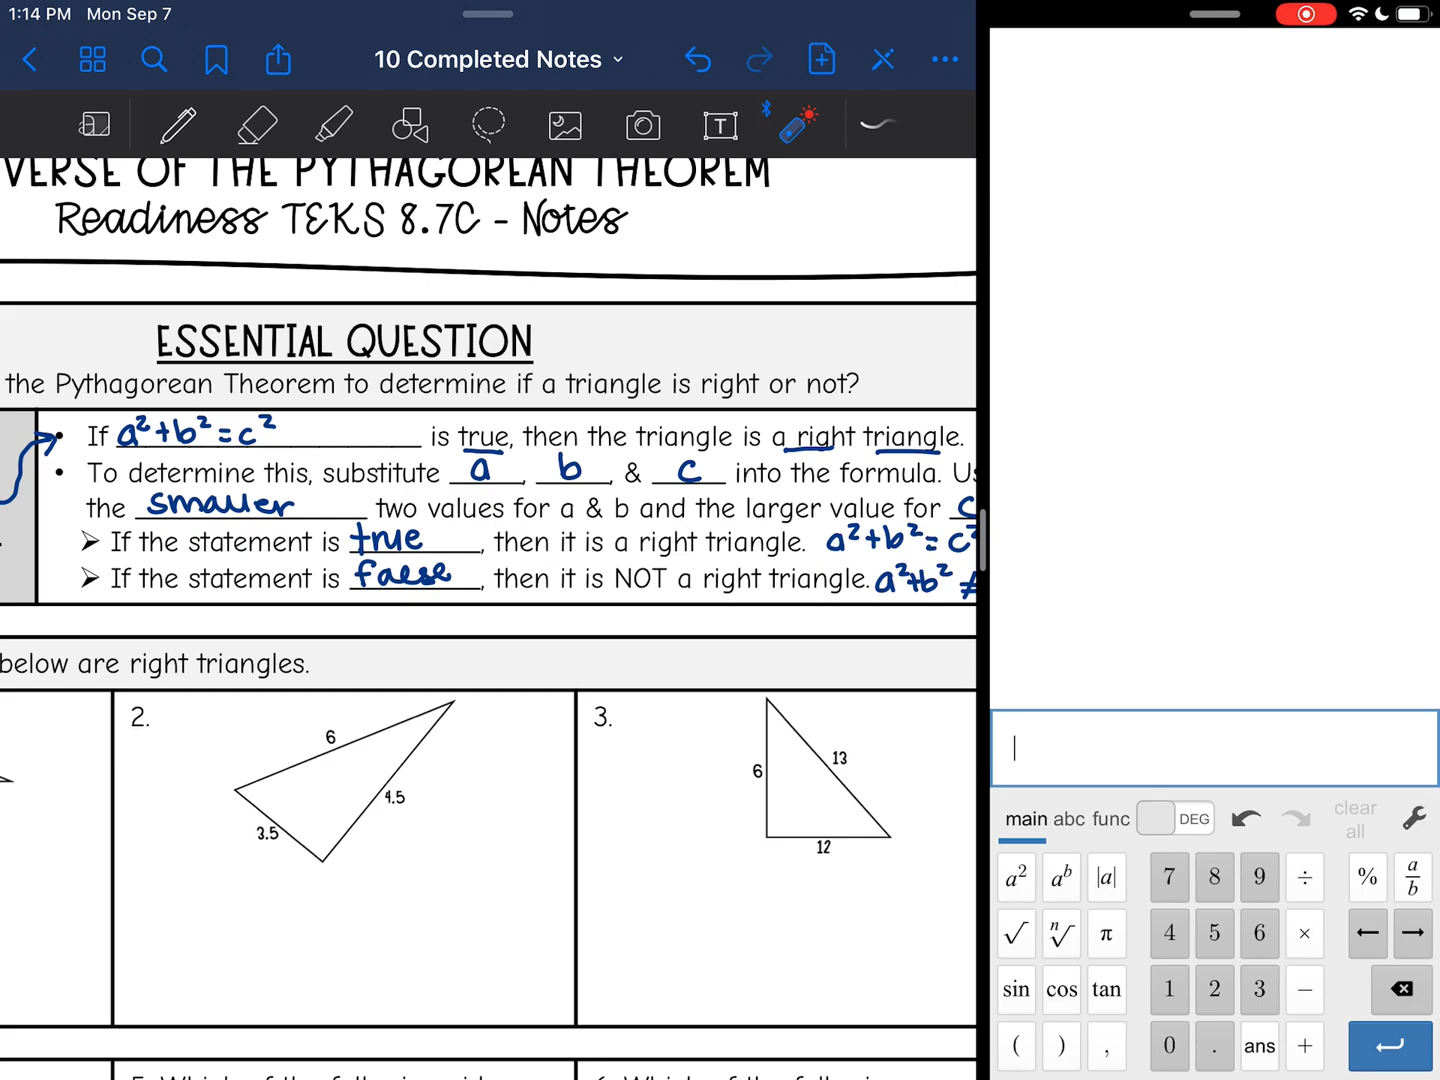 1:14 PM Mon Sep 7
10 Completed Notes
VERSE OF THE PYTHAGOREAN THEOREM
Readiness TEKS 8.7C - Notes
ESSENTIAL QUESTION
the Pythagorean Theorem to determine if a triangle is right or not?
• If a²+b²=c² is true, then the triangle is a right triangle.
• To determine this, substitute a, b, & c into the formula. Us
the smaller two values for a & b and the larger value for c
➢ If the statement is true, then it is a right triangle. a²+b²=c²
➢ If the statement is false, then it is NOT a right triangle. a²+b²≠
below are right triangles.
2.
6
4.5
3.5
3.
6
13
12
main abc func DEG clear all
a² aᵇ |a| 7 8 9 ÷ % a/b
√ ⁿ√ π 4 5 6 × ← →
sin cos tan 1 2 3 −
( ) , 0 . ans +